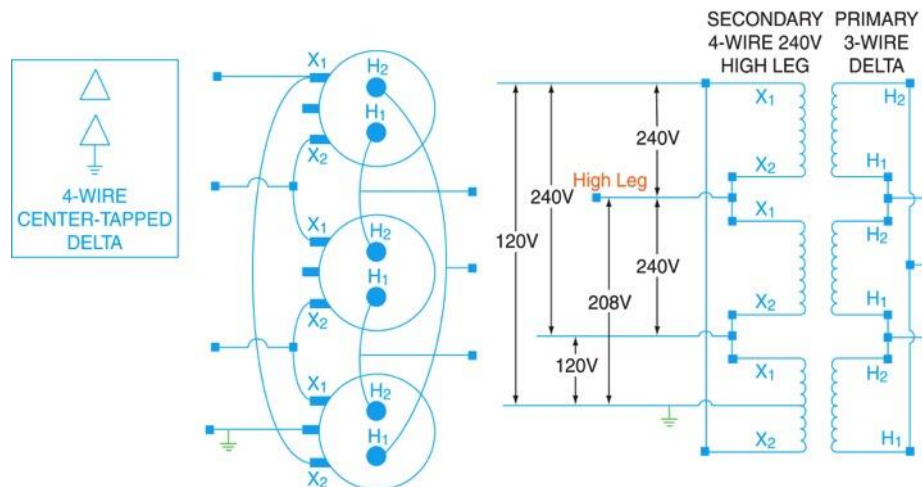 4-WIRE
CENTER-TAPPED
DELTA
X1
H2
H1
X2
X1
H2
H1
X2
X1
H2
H1
X2
SECONDARY
4-WIRE 240V
HIGH LEG
PRIMARY
3-WIRE
DELTA
X1
H2
240V
X2
H1
High Leg
240V
X1
H2
120V
240V
208V
X2
H1
120V
X1
H2
X2
H1